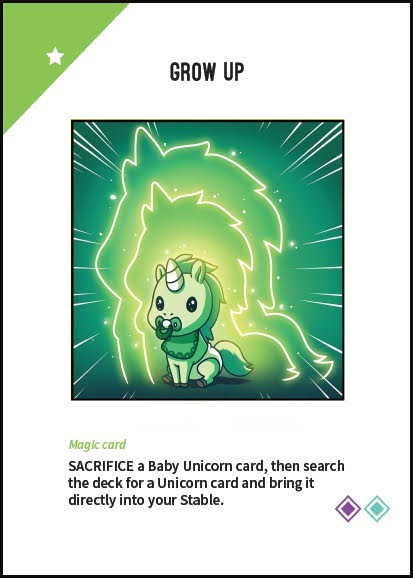 GROW UP
Magic card
SACRIFICE a Baby Unicorn card, then search
the deck for a Unicorn card and bring it
directly into your Stable.